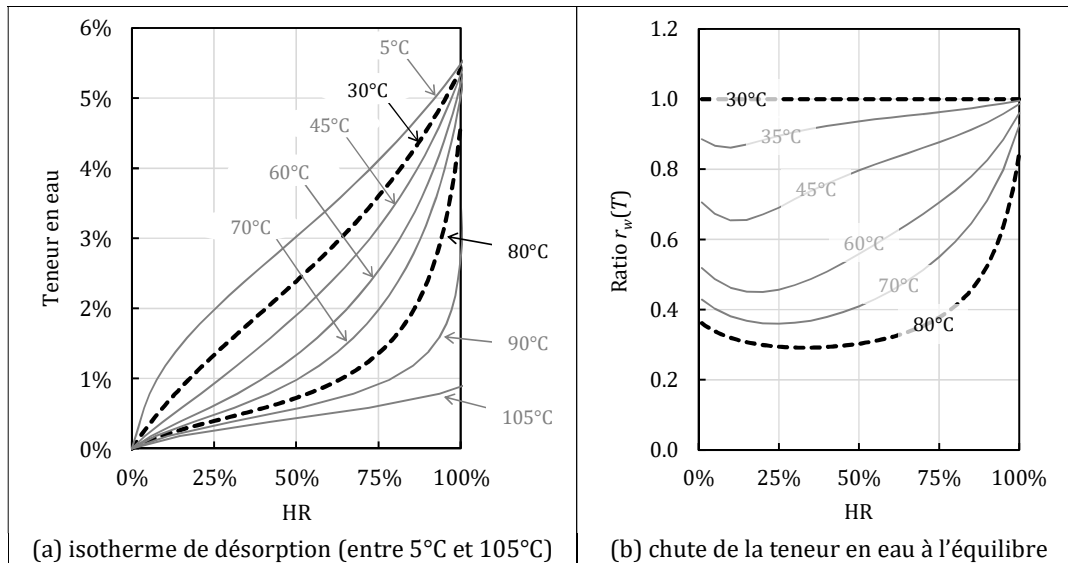 6%
5%
4%
3%
2%
1%
0%
Teneur en eau
5°C
30°C
45°C
60°C
70°C
80°C
90°C
105°C
0% 25% 50% 75% 100%
HR
(a) isotherme de désorption (entre 5°C et 105°C)
1.2
1.0
0.8
0.6
0.4
0.2
0.0
Ratio r_w(T)
30°C
35°C
45°C
60°C
70°C
80°C
0% 25% 50% 75% 100%
HR
(b) chute de la teneur en eau à l’équilibre